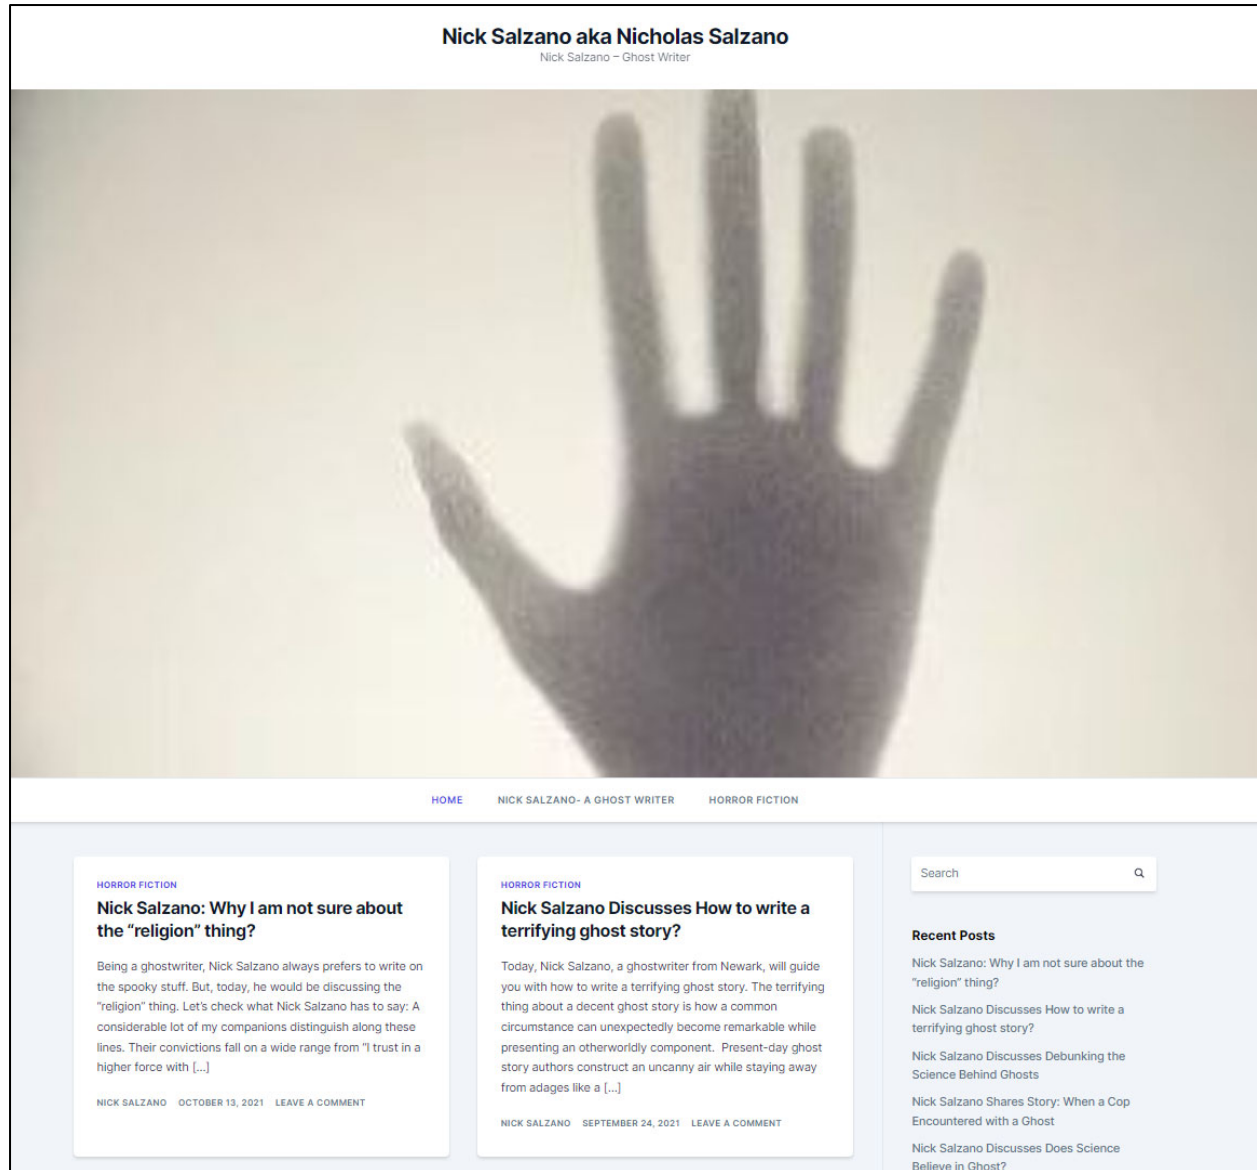 Nick Salzano aka Nicholas Salzano
Nick Salzano – Ghost Writer
HOME NICK SALZANO- A GHOST WRITER HORROR FICTION
HORROR FICTION
Nick Salzano: Why I am not sure about
the “religion” thing?
Being a ghostwriter, Nick Salzano always prefers to write on
the spooky stuff. But, today, he would be discussing the
“religion” thing. Let’s check what Nick Salzano has to say: A
considerable lot of my companions distinguish along these
lines. Their convictions fall on a wide range from “I trust in a
higher force with […]
NICK SALZANO OCTOBER 13, 2021 LEAVE A COMMENT
HORROR FICTION
Nick Salzano Discusses How to write a
terrifying ghost story?
Today, Nick Salzano, a ghostwriter from Newark, will guide
you with how to write a terrifying ghost story. The terrifying
thing about a decent ghost story is how a common
circumstance can unexpectedly become remarkable while
presenting an otherworldly component.  Present-day ghost
story authors construct an uncanny air while staying away
from adages like a […]
NICK SALZANO SEPTEMBER 24, 2021 LEAVE A COMMENT
Search
Recent Posts
Nick Salzano: Why I am not sure about the
“religion” thing?
Nick Salzano Discusses How to write a
terrifying ghost story?
Nick Salzano Discusses Debunking the
Science Behind Ghosts
Nick Salzano Shares Story: When a Cop
Encountered with a Ghost
Nick Salzano Discusses Does Science
Believe in Ghost?